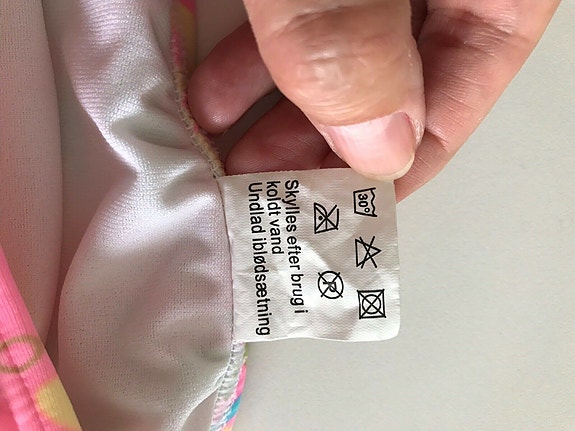 30°
P
Skylles efter brug i
koldt vand
Undlad iblødsætning